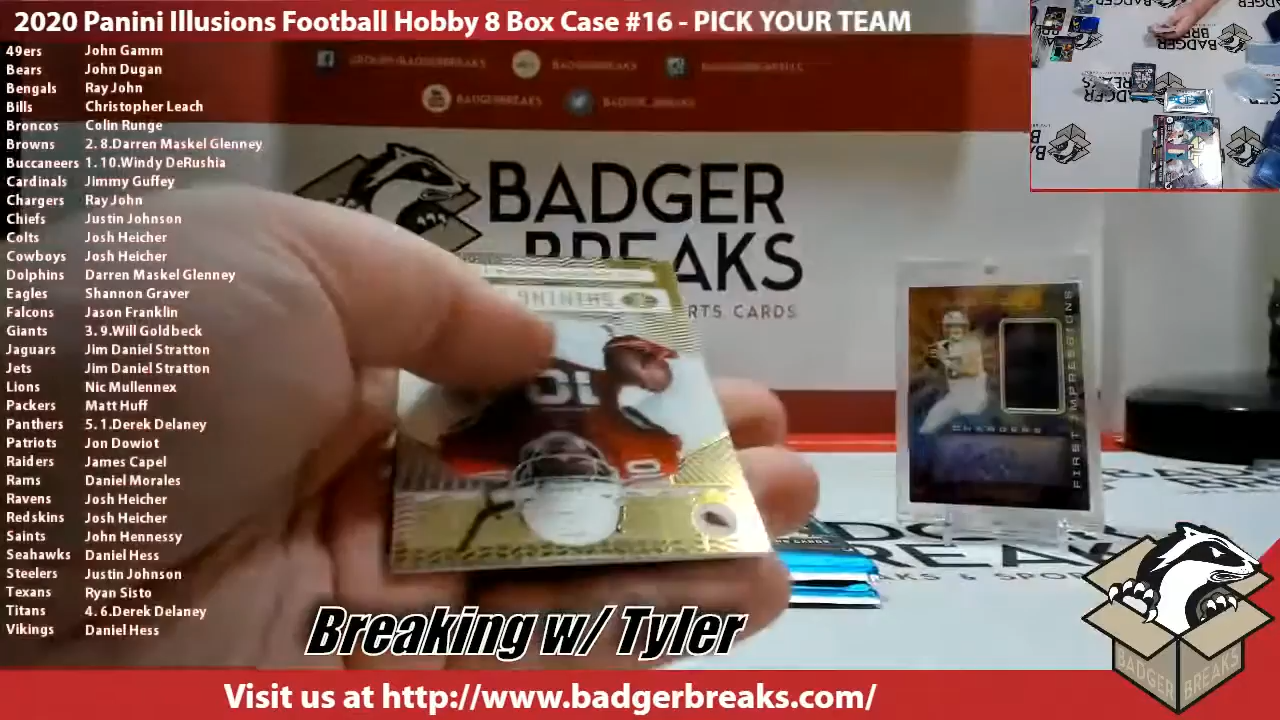 2020 Panini Illusions Football Hobby 8 Box Case #16 - PICK YOUR TEAM
49ers John Gamm
Bears John Dugan
Bengals Ray John
Bills Christopher Leach
Broncos Colin Runge
Browns 2. 8.Darren Maskel Glenney
Buccaneers 1. 10.Windy DeRushia
Cardinals Jimmy Guffey
Chargers Ray John
Chiefs Justin Johnson
Colts Josh Heicher
Cowboys Josh Heicher
Dolphins Darren Maskel Glenney
Eagles Shannon Graver
Falcons Jason Franklin
Giants 3. 9.Will Goldbeck
Jaguars Jim Daniel Stratton
Jets Jim Daniel Stratton
Lions Nic Mullennex
Packers Matt Huff
Panthers 5. 1.Derek Delaney
Patriots Jon Dowiot
Raiders James Capel
Rams Daniel Morales
Ravens Josh Heicher
Redskins Josh Heicher
Saints John Hennessy
Seahawks Daniel Hess
Steelers Justin Johnson
Texans Ryan Sisto
Titans 4. 6.Derek Delaney
Vikings Daniel Hess
BADGERBREAKS
BADGERBREAKS
BADGER
BREAKS
RTS CARDS
SHINING
CHARGERS
FIRST IMPRESSIONS
BADGER BREAKS
Breaking w/ Tyler
Visit us at http://www.badgerbreaks.com/